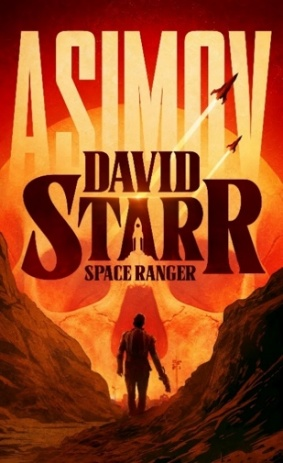 ASIMOV
DAVID
STARR
SPACE RANGER